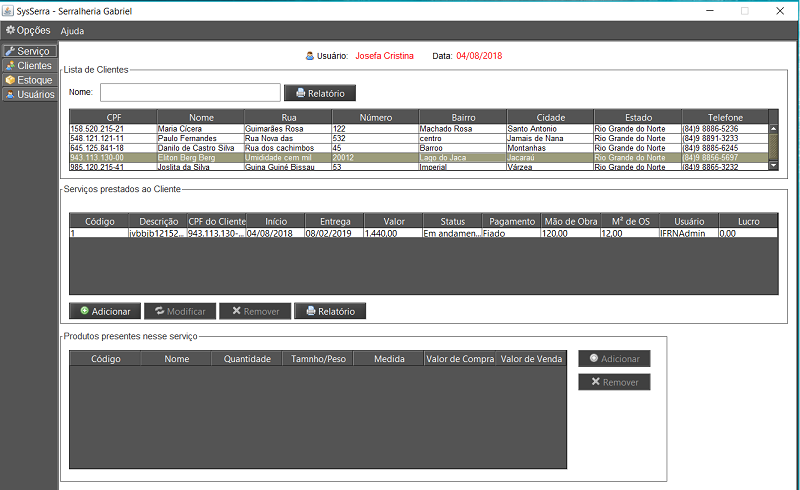 SysSerra - Serralheria Gabriel
Opções Ajuda
Serviço
Clientes
Estoque
Usuários
Usuário: Josefa Cristina Data: 04/08/2018
Lista de Clientes
Nome: Relatório
CPF Nome Rua Número Bairro Cidade Estado Telefone
158.520.215-21 Maria Cícera Guimarães Rosa 122 Machado Rosa Santo Antonio Rio Grande do Norte (84)9 8886-5236
548.121.121-11 Paulo Fernandes Rua Nova das 532 centro Jamais de Nana Rio Grande do Norte (84)9 8891-3233
645.125.841-18 Danilo de Castro Silva Rua dos cachimbos 45 Barroo Montanhas Rio Grande do Norte (84)9 8886-6245
943.113.130-00 Eliton Berg Berg Umididade cem mil 20012 Lago do Jaca Jacaraú Rio Grande do Norte (84)9 8856-5697
985.120.215-41 Joslita da Silva Guina Guiné Bissau 53 Imperial Várzea Rio Grande do Norte (84)9 8865-3232
Serviços prestados ao Cliente
Código Descrição CPF do Cliente Início Entrega Valor Status Pagamento Mão de Obra M² de OS Usuário Lucro
1 ivbbib12152... 943.113.130-... 04/08/2018 08/02/2019 1.440,00 Em andamen... Fiado 120,00 12,00 IFRNAdmin 0,00
Adicionar Modificar Remover Relatório
Produtos presentes nesse serviço
Código Nome Quantidade Tamnho/Peso Medida Valor de Compra Valor de Venda
Adicionar
Remover